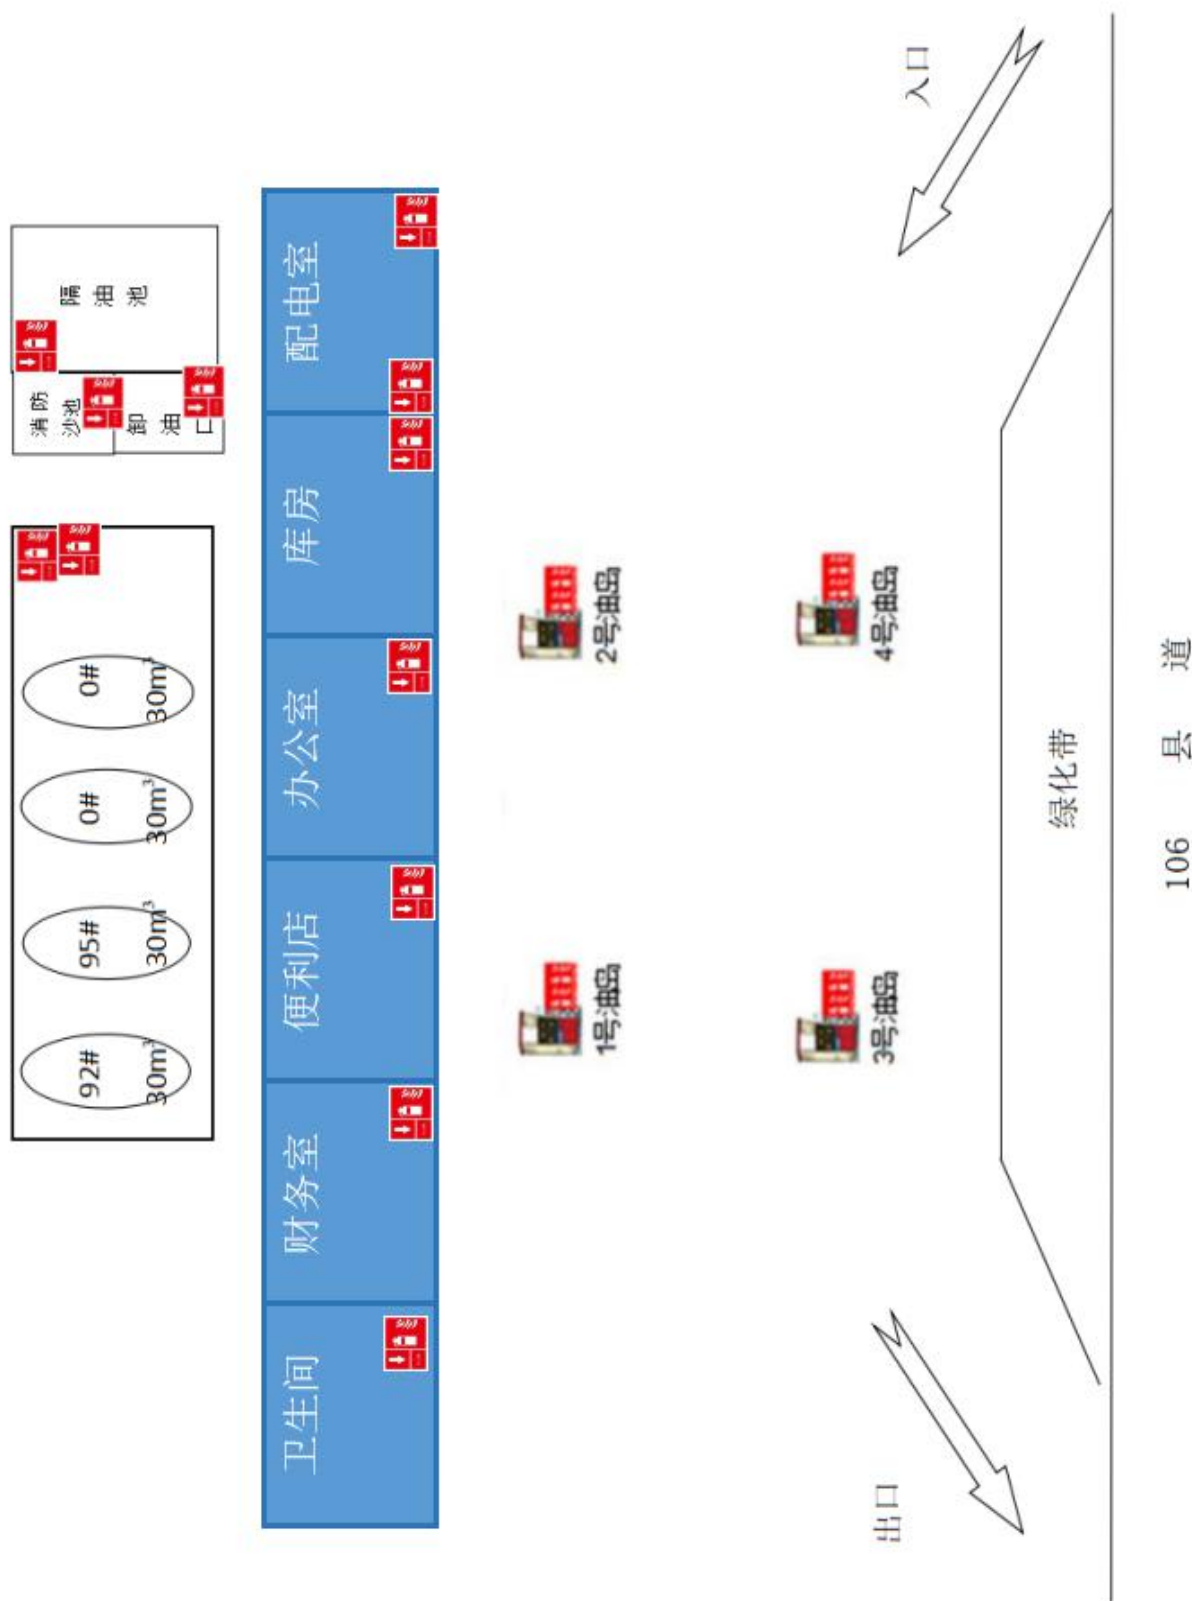 隔油池
消防
沙池
卸油口
0#
30m³
0#
30m³
95#
30m³
92#
30m³
配电室
库房
办公室
便利店
财务室
卫生间
2号油岛
1号油岛
4号油岛
3号油岛
入口
出口
绿化带
106 县 道